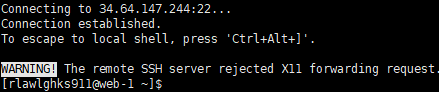 Connecting to 34.64.147.244:22...
Connection established.
To escape to local shell, press 'Ctrl+Alt+]'.
WARNING! The remote SSH server rejected X11 forwarding request.
[rlawlghks911@web-1 ~]$